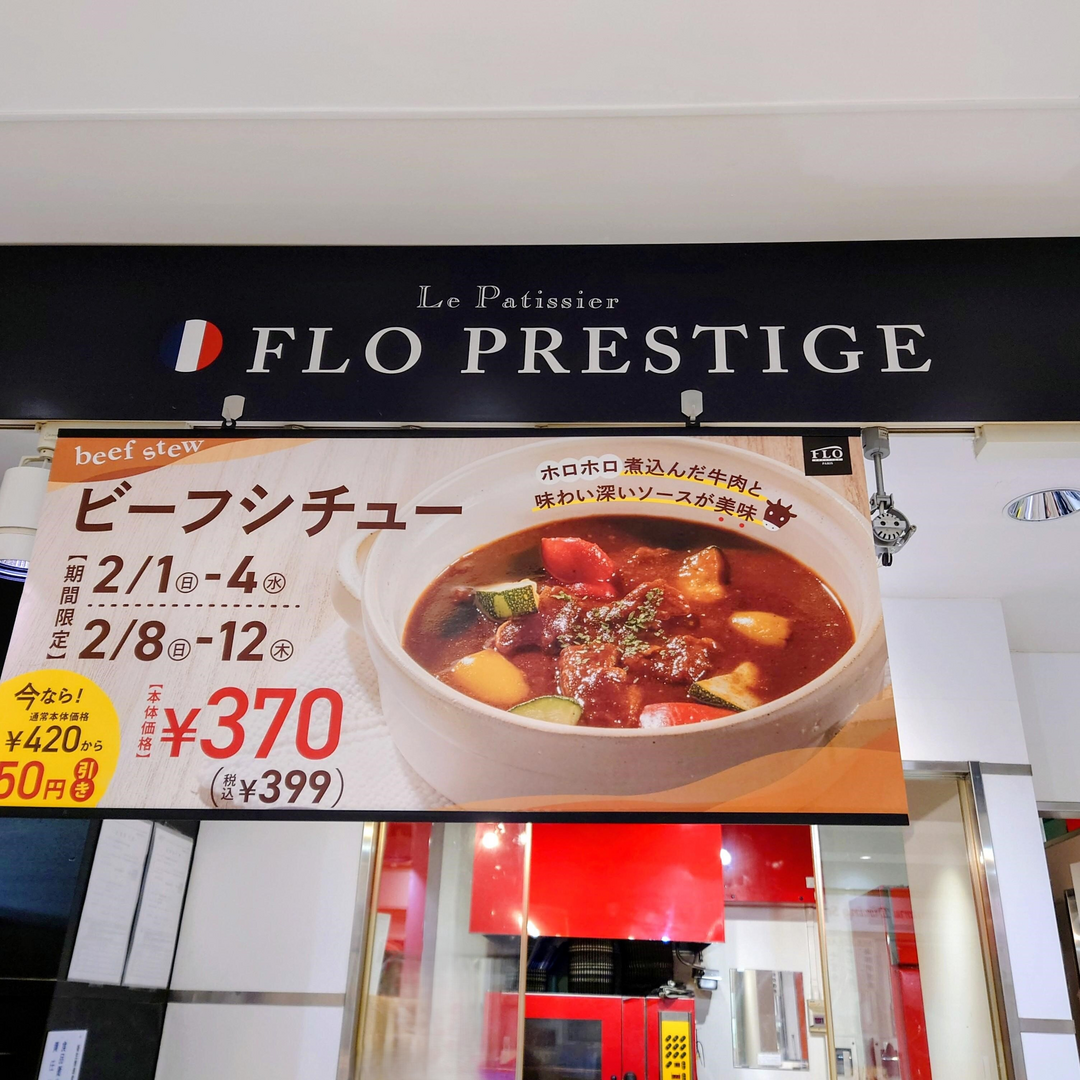 Le Patissier
FLO PRESTIGE
beef stew
ビーフシチュー
ホロホロ煮込んだ牛肉と
味わい深いソースが美味
FLO
PARIS
【期間限定】
2/1㊐-4㊌
2/8㊐-12㊍
今なら!
通常本体価格
¥420から
50円引き
【本体価格】
¥370
(税込¥399)